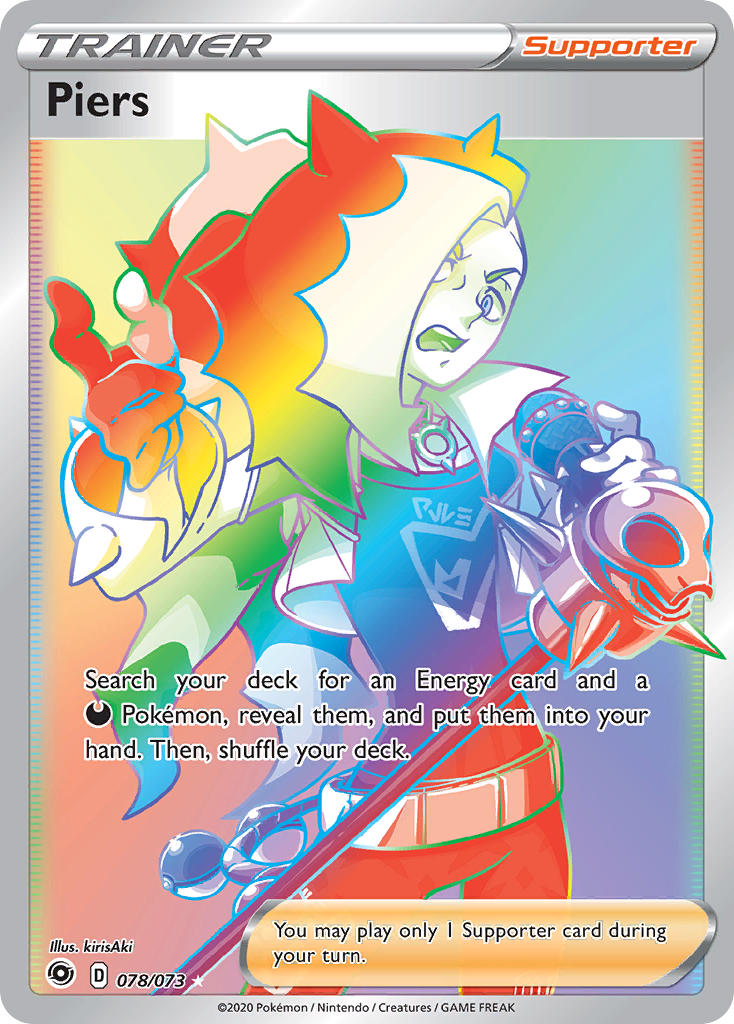 TRAINER Supporter
Piers
Search your deck for an Energy card and a
Pokémon, reveal them, and put them into your
hand. Then, shuffle your deck.
You may play only 1 Supporter card during
your turn.
Illus. kirisAki
D 078/073
©2020 Pokémon / Nintendo / Creatures / GAME FREAK